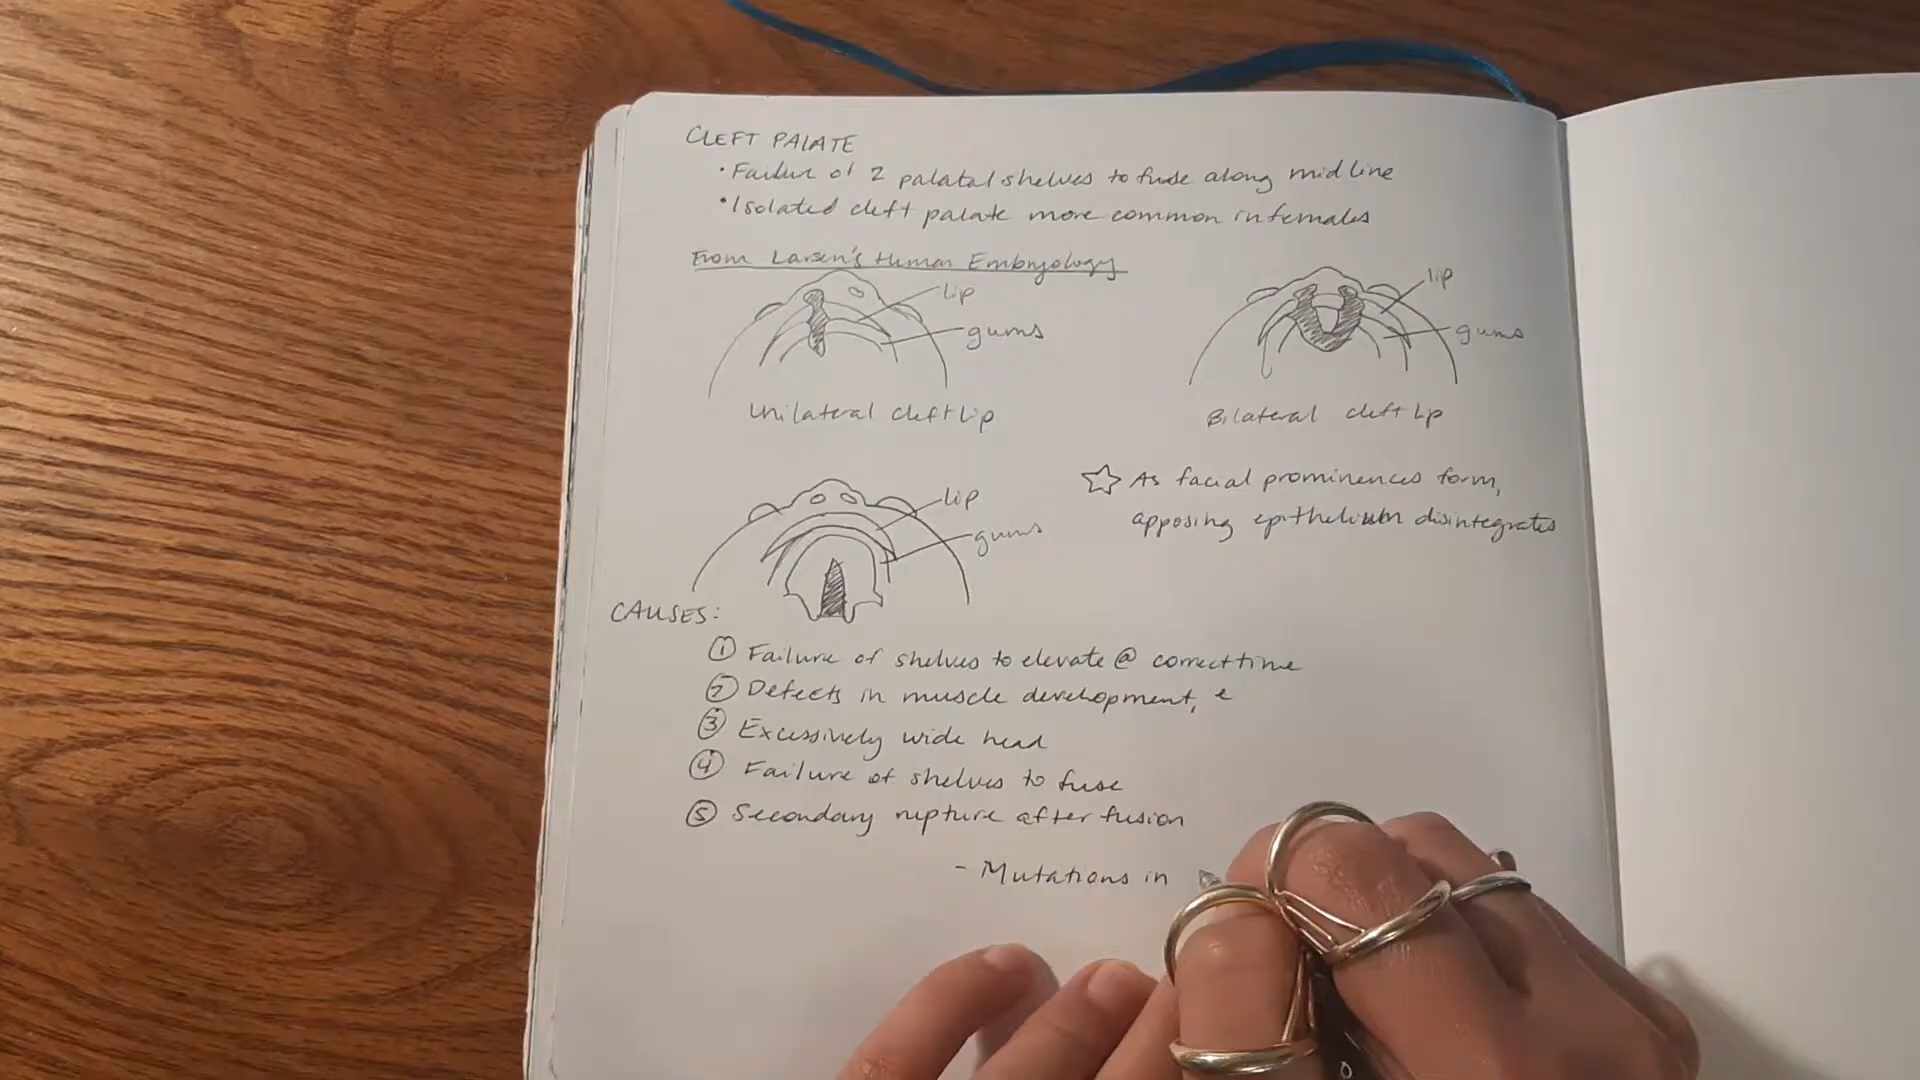 CLEFT PALATE
• Failure of 2 palatal shelves to fuse along midline
• Isolated cleft palate more common in females
From Larsen's Human Embryology
lip
gums
Unilateral cleft lip
lip
gums
Bilateral cleft lip
☆ As facial prominences form,
apposing epithelium disintegrates
lip
gums
CAUSES:
① Failure of shelves to elevate @ correct time
② Defects in muscle development, e
③ Excessively wide head
④ Failure of shelves to fuse
⑤ Secondary rupture after fusion
- Mutations in